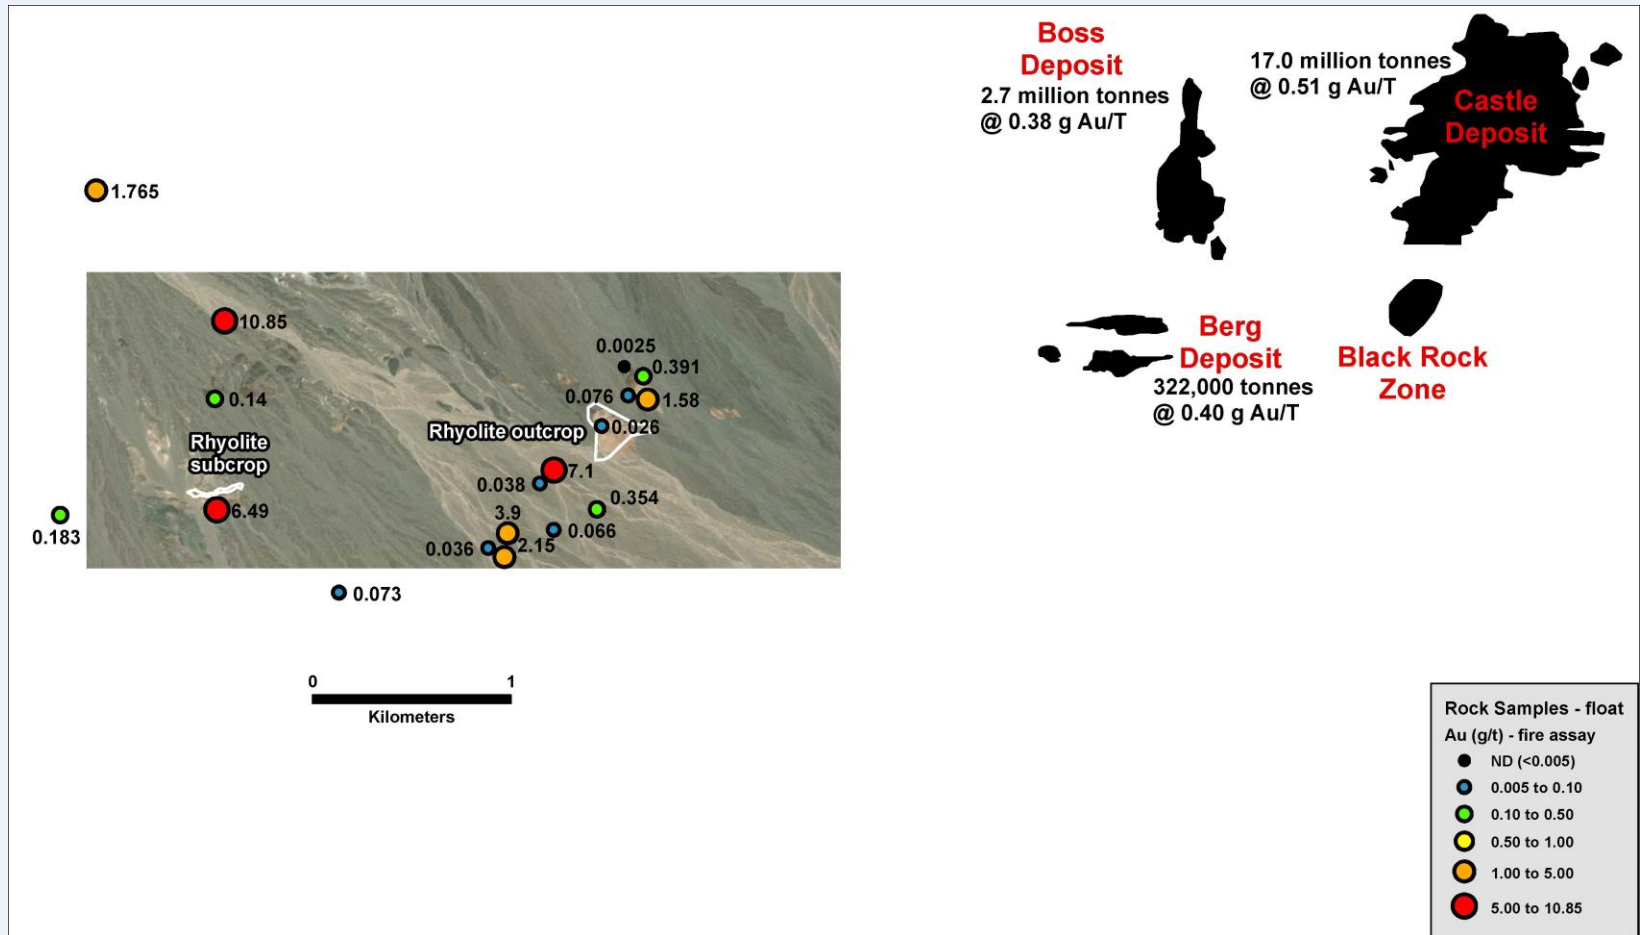 Boss
Deposit
2.7 million tonnes
@ 0.38 g Au/T
17.0 million tonnes
@ 0.51 g Au/T
Castle
Deposit
1.765
10.85
0.14
Rhyolite
subcrop
6.49
0.183
0.073
0.0025
0.391
0.076
1.58
Rhyolite outcrop
0.026
7.1
0.038
0.354
3.9
0.066
0.036
2.15
Berg
Deposit
322,000 tonnes
@ 0.40 g Au/T
Black Rock
Zone
0 1
Kilometers
Rock Samples - float
Au (g/t) - fire assay
ND (<0.005)
0.005 to 0.10
0.10 to 0.50
0.50 to 1.00
1.00 to 5.00
5.00 to 10.85